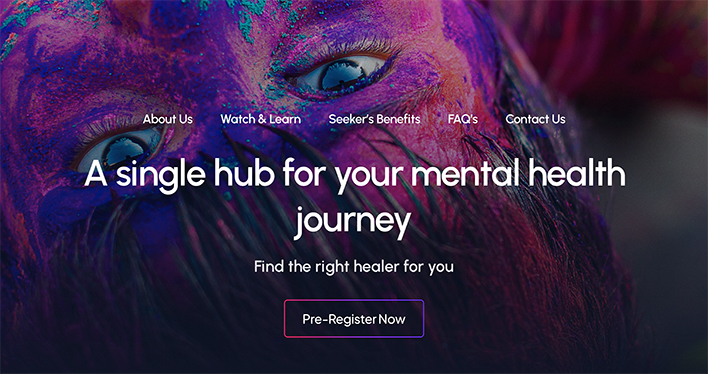 About Us Watch & Learn Seeker's Benefits FAQ's Contact Us
A single hub for your mental health
journey
Find the right healer for you
Pre-Register Now